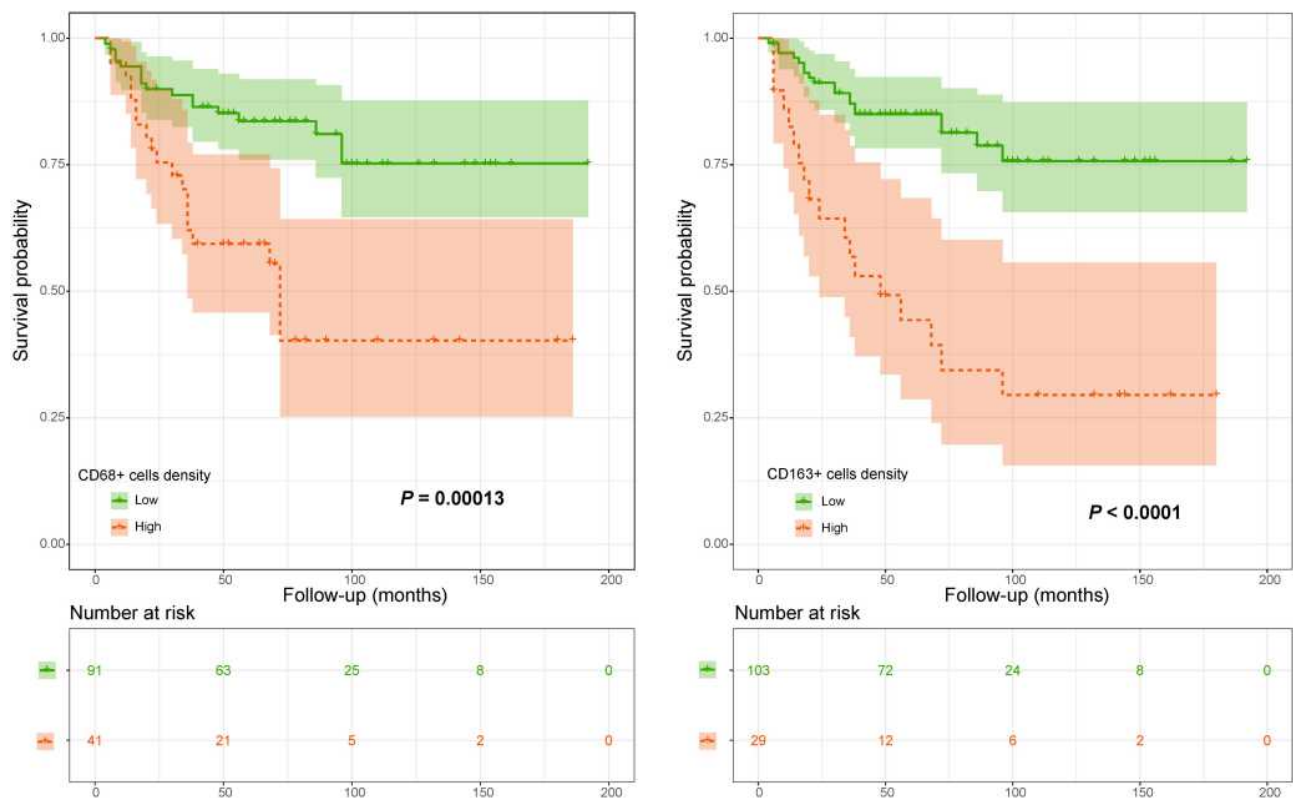 1.00
0.75
0.50
0.25
0.00
Survival probability
CD68+ cells density
Low
High
P = 0.00013
0 50 100 150 200
Follow-up (months)
Number at risk
91 63 25 8 0
41 21 5 2 0
0 50 100 150 200
1.00
0.75
0.50
0.25
0.00
Survival probability
CD163+ cells density
Low
High
P < 0.0001
0 50 100 150 200
Follow-up (months)
Number at risk
103 72 24 8 0
29 12 6 2 0
0 50 100 150 200